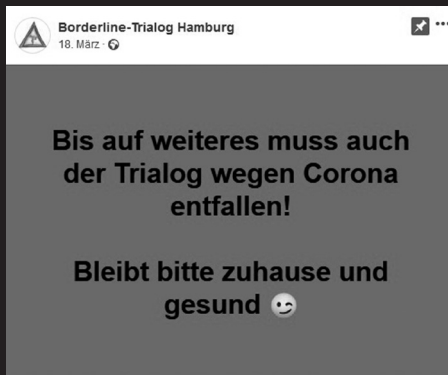 Borderline-Trialog Hamburg
18. März ·
Bis auf weiteres muss auch
der Trialog wegen Corona
entfallen!
Bleibt bitte zuhause und
gesund 😉